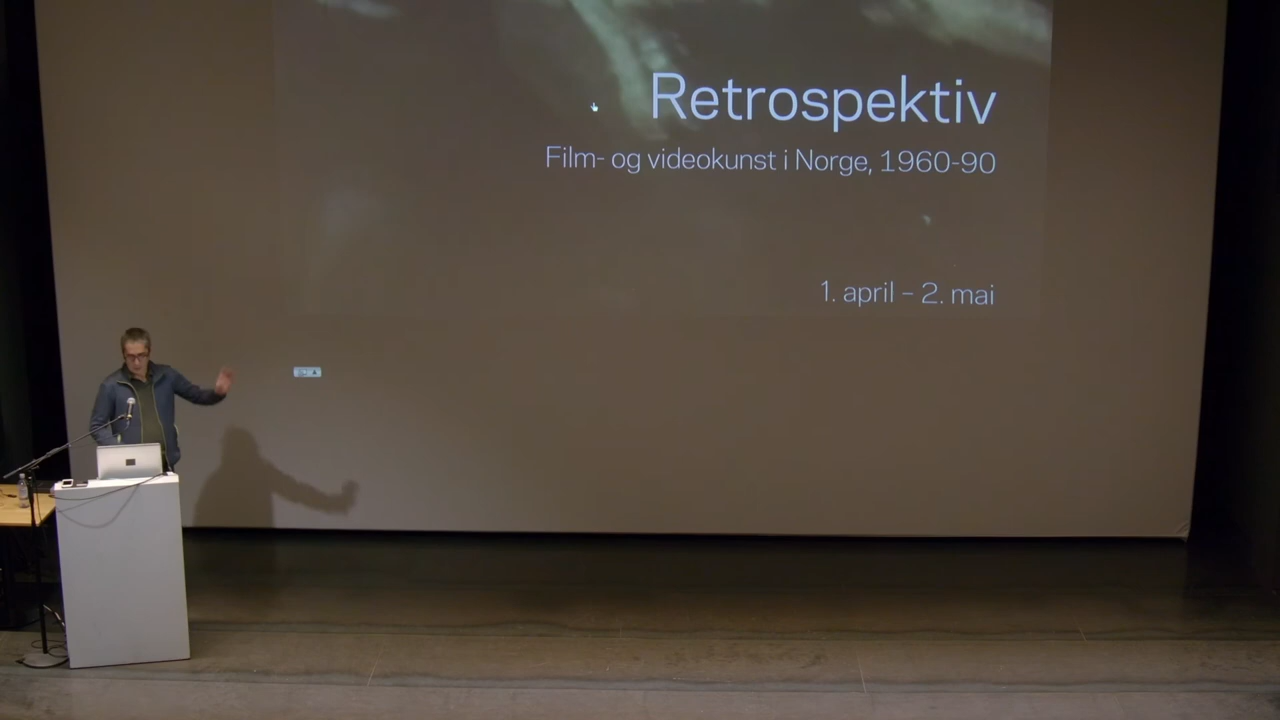 Retrospektiv
Film- og videokunst i Norge, 1960-90
1. april – 2. mai